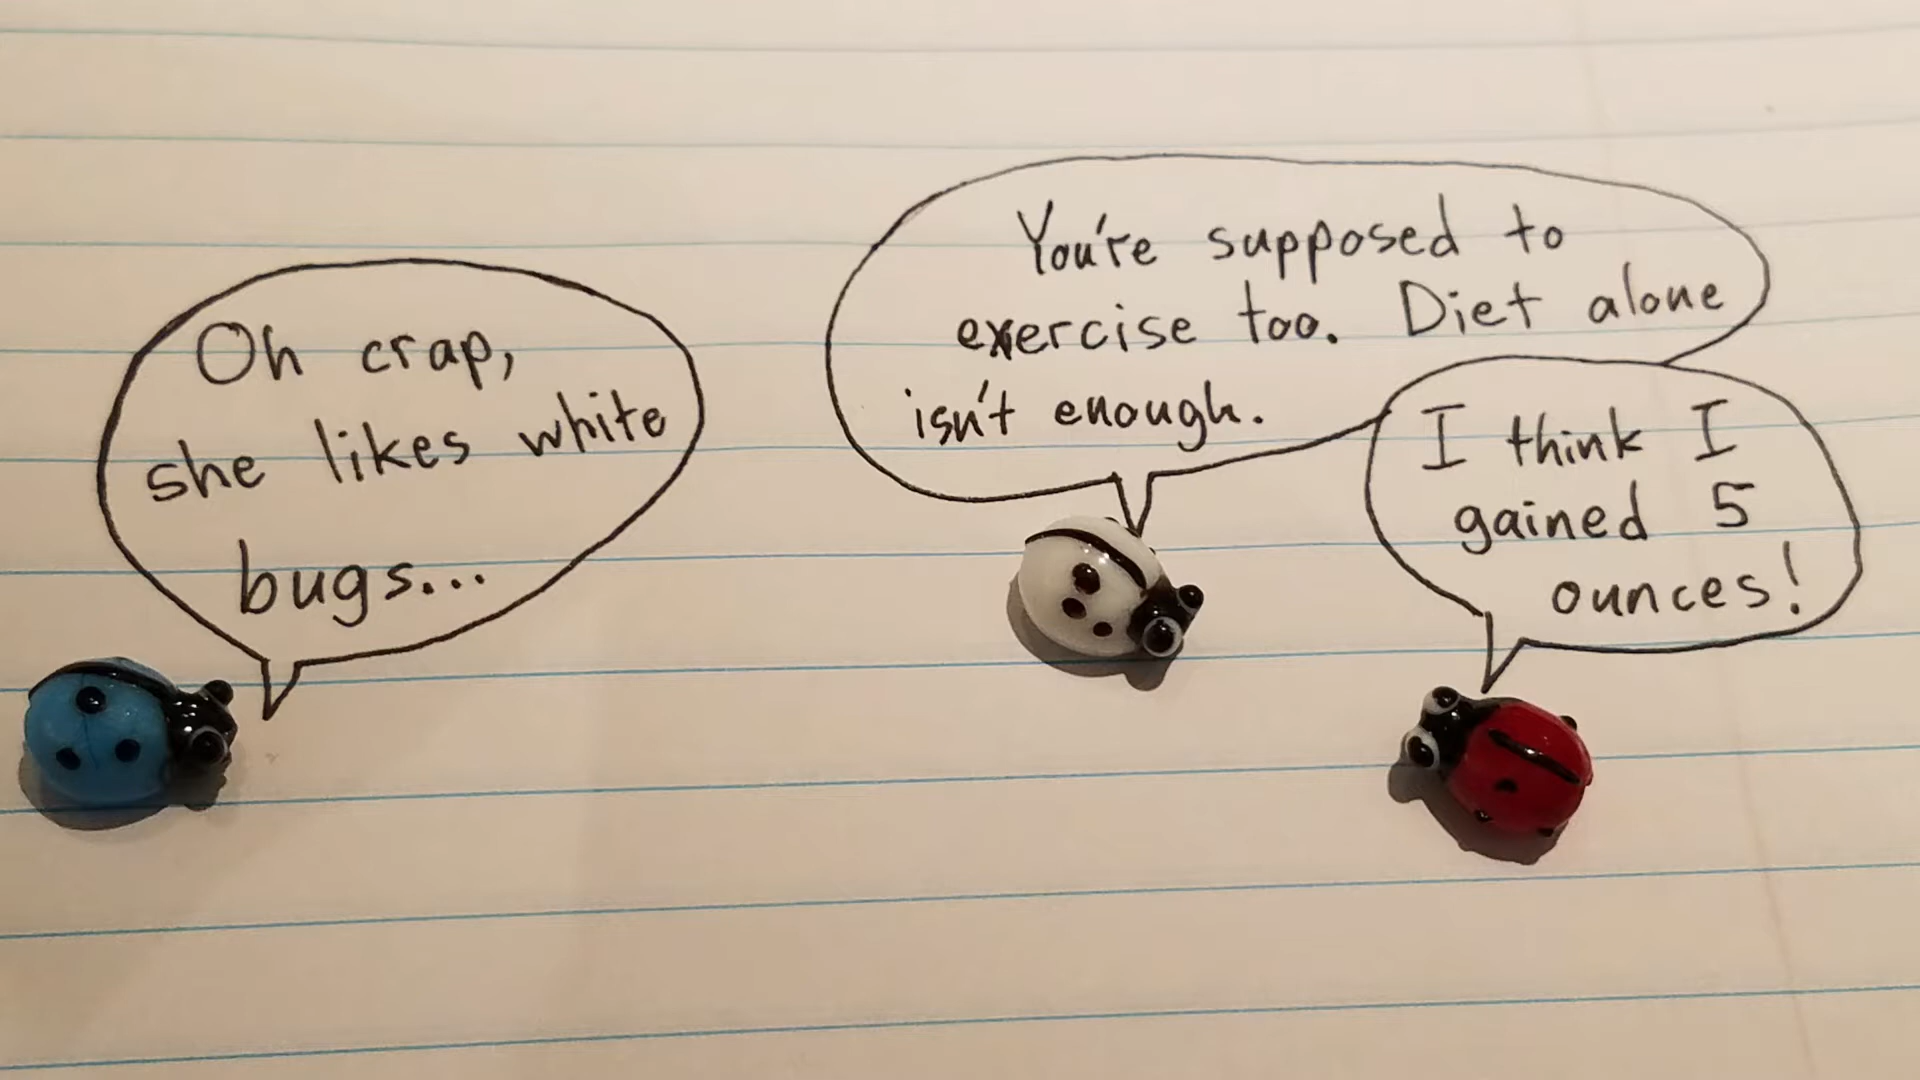 Oh crap,
she likes white
bugs...
You're supposed to
exercise too. Diet alone
isn't enough.
I think I
gained 5
ounces!